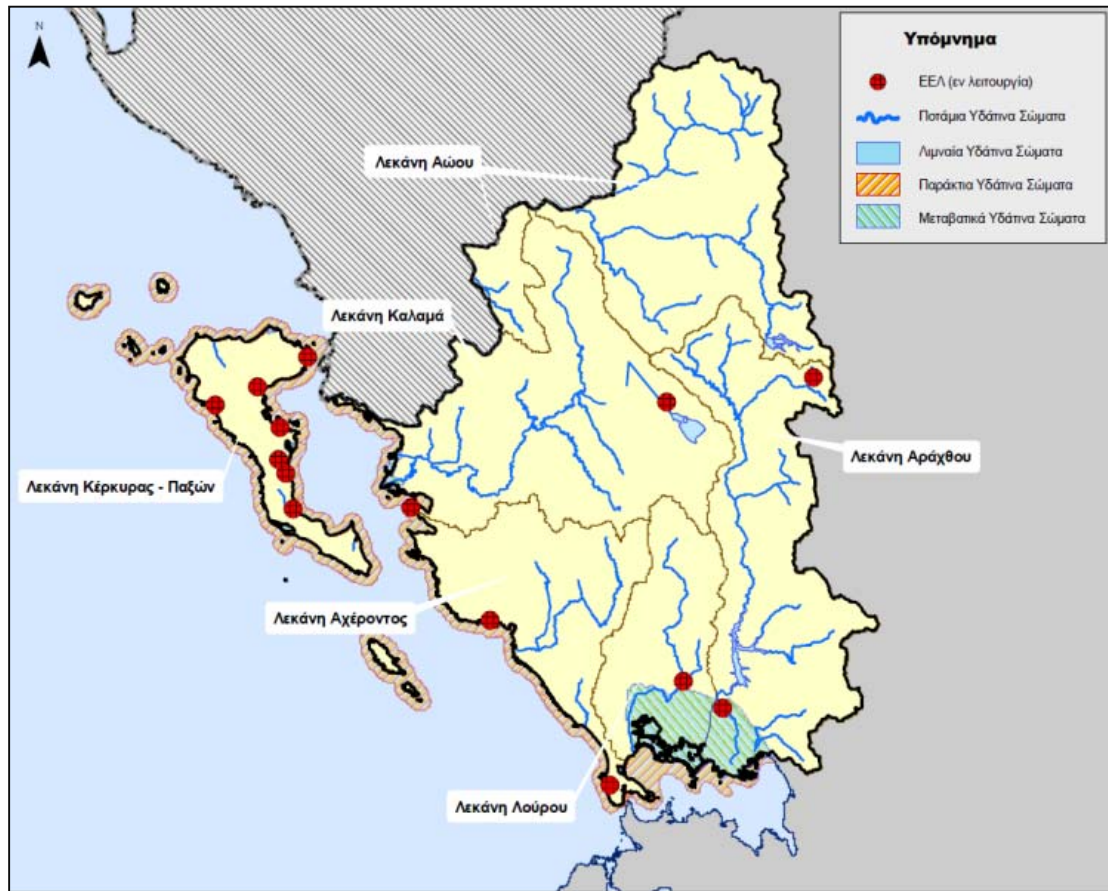 N
Υπόμνημα
ΕΕΛ (εν λειτουργία)
Ποτάμια Υδάτινα Σώματα
Λιμναία Υδάτινα Σώματα
Παράκτια Υδάτινα Σώματα
Μεταβατικά Υδάτινα Σώματα
Λεκάνη Αώου
Λεκάνη Καλαμά
Λεκάνη Αράχθου
Λεκάνη Κέρκυρας - Παξών
Λεκάνη Αχέροντος
Λεκάνη Λούρου